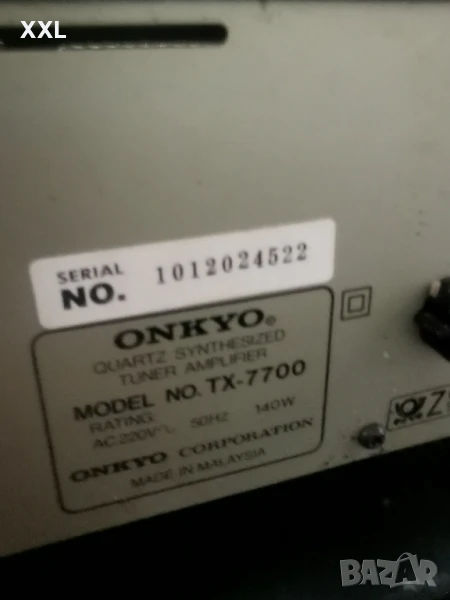 XXL
SERIAL
NO. 1012024522
ONKYO®
QUARTZ SYNTHESIZED
TUNER AMPLIFIER
MODEL NO. TX-7700
RATING:
AC 220V~ 50HZ 140W
ONKYO CORPORATION
MADE IN MALAYSIA
BAZAR